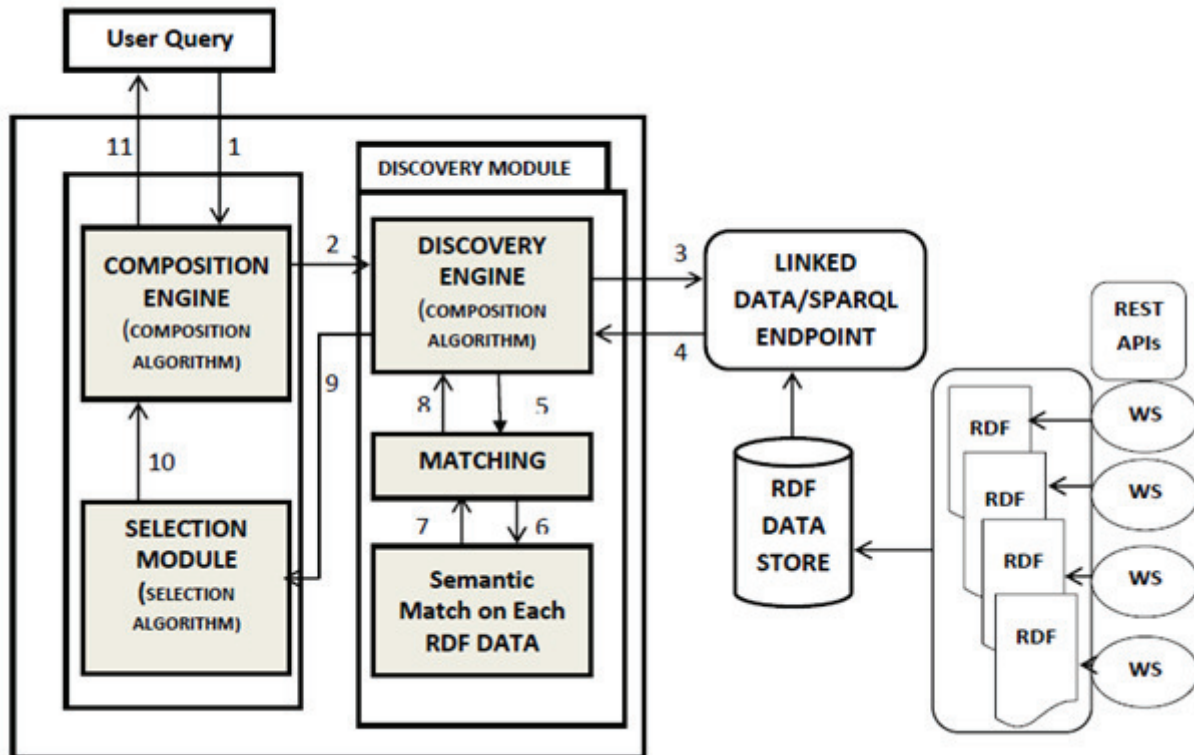 User Query
11
1
DISCOVERY MODULE
COMPOSITION
ENGINE
(COMPOSITION
ALGORITHM)
2
DISCOVERY
ENGINE
(COMPOSITION
ALGORITHM)
3
4
LINKED
DATA/SPARQL
ENDPOINT
REST
APIs
9
8
5
MATCHING
7
6
10
SELECTION
MODULE
(SELECTION
ALGORITHM)
Semantic
Match on Each
RDF DATA
RDF
DATA
STORE
RDF
WS
RDF
WS
RDF
WS
RDF
WS